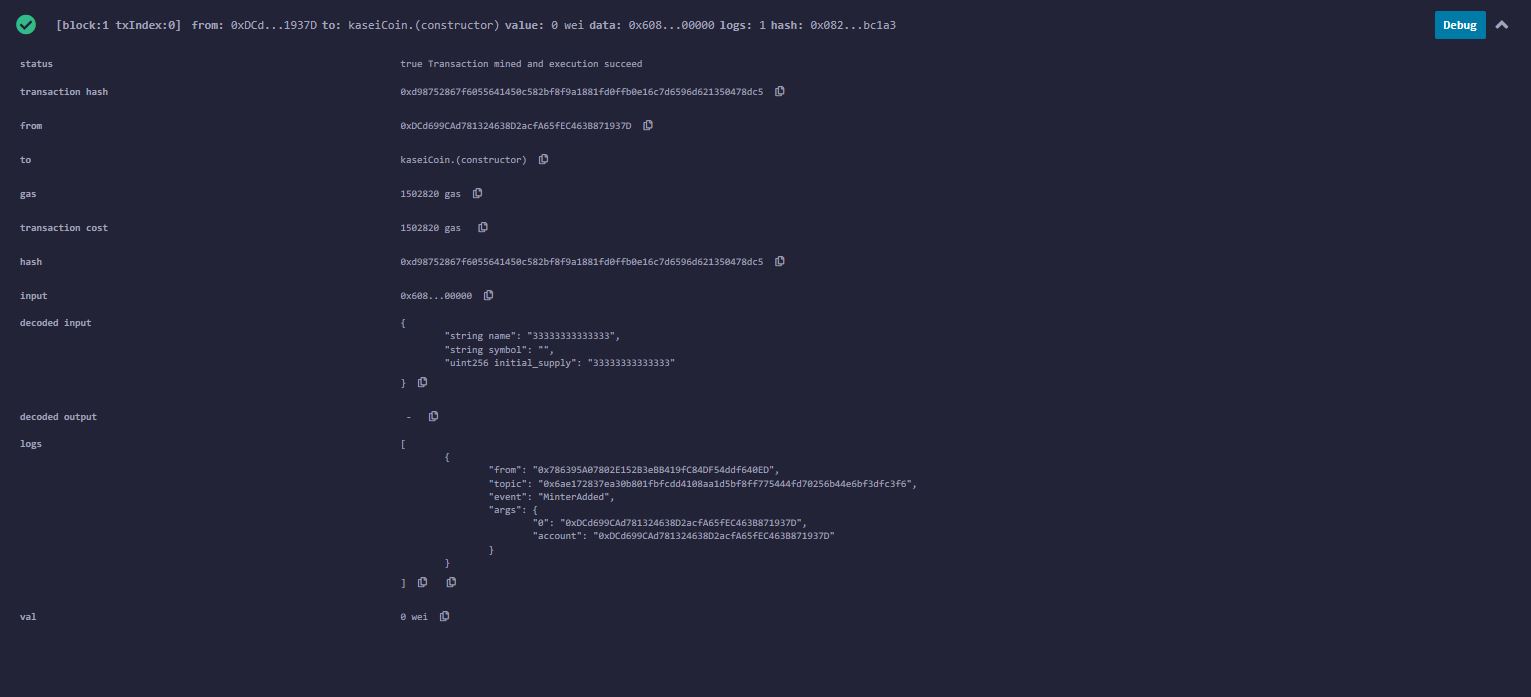 [block:1 txIndex:0] from: 0xDCd...1937D to: kaseiCoin.(constructor) value: 0 wei data: 0x608...00000 logs: 1 hash: 0x082...bc1a3
Debug
status true Transaction mined and execution succeed
transaction hash 0xd98752867f6055641450c582bf8f9a1881fd0ffb0e16c7d6596d621350478dc5
from 0xDCd699CAd781324638D2acfA65fEC463B871937D
to kaseiCoin.(constructor)
gas 1502820 gas
transaction cost 1502820 gas
hash 0xd98752867f6055641450c582bf8f9a1881fd0ffb0e16c7d6596d621350478dc5
input 0x608...00000
decoded input {
"string name": "33333333333333",
"string symbol": "",
"uint256 initial_supply": "33333333333333"
}
decoded output -
logs [
{
"from": "0x786395A07802E152B3eBB419fC84DF54ddf640ED",
"topic": "0x6ae172837ea30b801fbfcdd4108aa1d5bf8ff775444fd70256b44e6bf3dfc3f6",
"event": "MinterAdded",
"args": {
"0": "0xDCd699CAd781324638D2acfA65fEC463B871937D",
"account": "0xDCd699CAd781324638D2acfA65fEC463B871937D"
}
}
]
val 0 wei